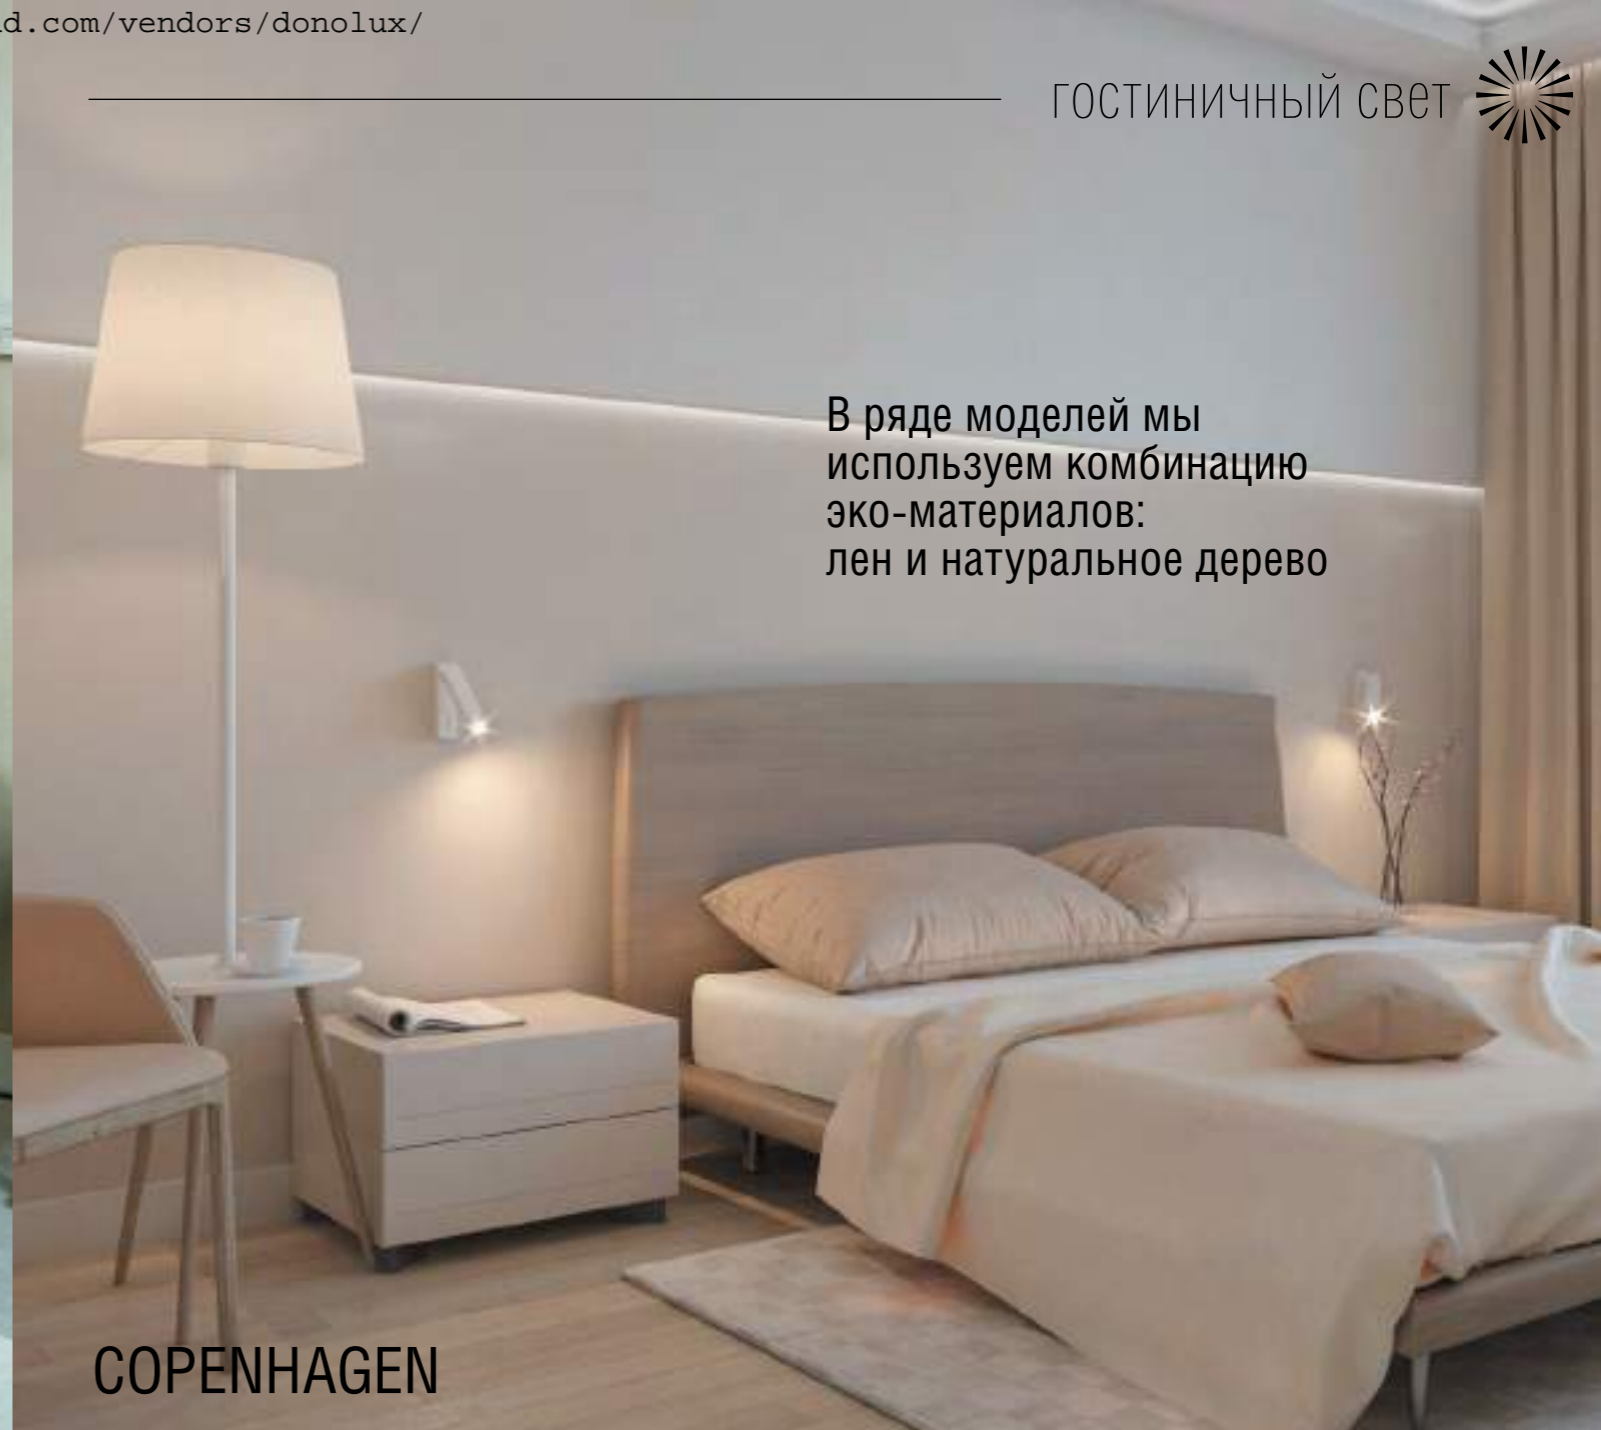 d.com/vendors/donolux/
ГОСТИНИЧНЫЙ СВЕТ
В ряде моделей мы
используем комбинацию
эко-материалов:
лен и натуральное дерево
COPENHAGEN